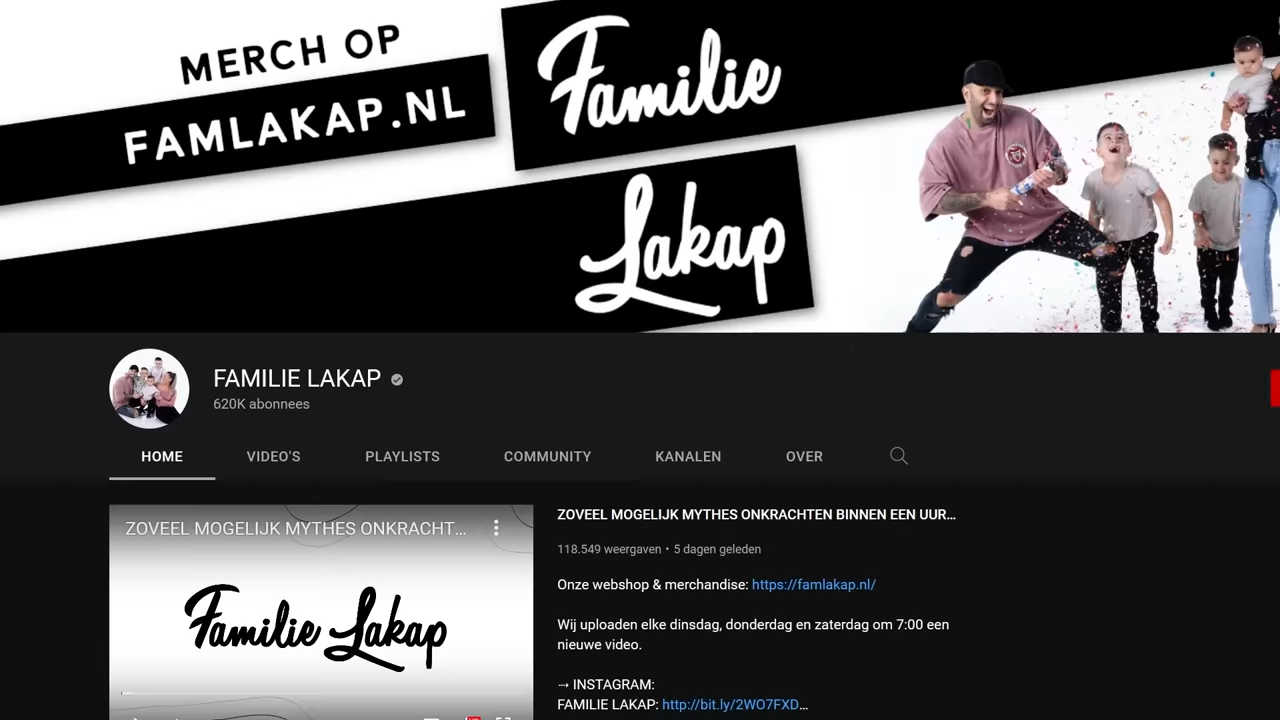 MERCH OP
FAMLAKAP.NL
Familie
Lakap
FAMILIE LAKAP
620K abonnees
HOME
VIDEO'S
PLAYLISTS
COMMUNITY
KANALEN
OVER
ZOVEEL MOGELIJK MYTHES ONKRACHT...
Familie Lakap
ZOVEEL MOGELIJK MYTHES ONKRACHTEN BINNEN EEN UUR...
118.549 weergaven • 5 dagen geleden
Onze webshop & merchandise: https://famlakap.nl/
Wij uploaden elke dinsdag, donderdag en zaterdag om 7:00 een
nieuwe video.
→ INSTAGRAM:
FAMILIE LAKAP: http://bit.ly/2WO7FXD...